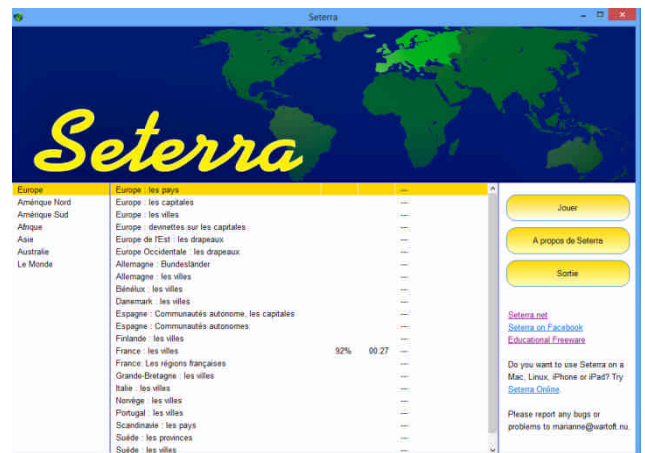 Seterra
Seterra
Europe
Amérique Nord
Amérique Sud
Afrique
Asie
Australie
Le Monde
Europe : les pays ---
Europe : les capitales ---
Europe : les villes ---
Europe : devinettes sur les capitales ---
Europe de l'Est : les drapeaux ---
Europe Occidentale : les drapeaux ---
Allemagne : Bundesländer ---
Allemagne : les villes ---
Bénélux : les villes ---
Danemark : les villes ---
Espagne : Communautés autonome, les capitales ---
Espagne : Communautés autonomes ---
Finlande : les villes ---
France : les villes 92% 00:27 ---
France: Les régions françaises ---
Grande-Bretagne : les villes ---
Italie : les villes ---
Norvège : les villes ---
Portugal : les villes ---
Scandinavie : les pays ---
Suède : les provinces ---
Suède : les villes ---
Jouer
A propos de Seterra
Sortie
Seterra.net
Seterra on Facebook
Educational Freeware
Do you want to use Seterra on a
Mac, Linux, iPhone or iPad? Try
Seterra Online.
Please report any bugs or
problems to marianne@wartoft.nu.